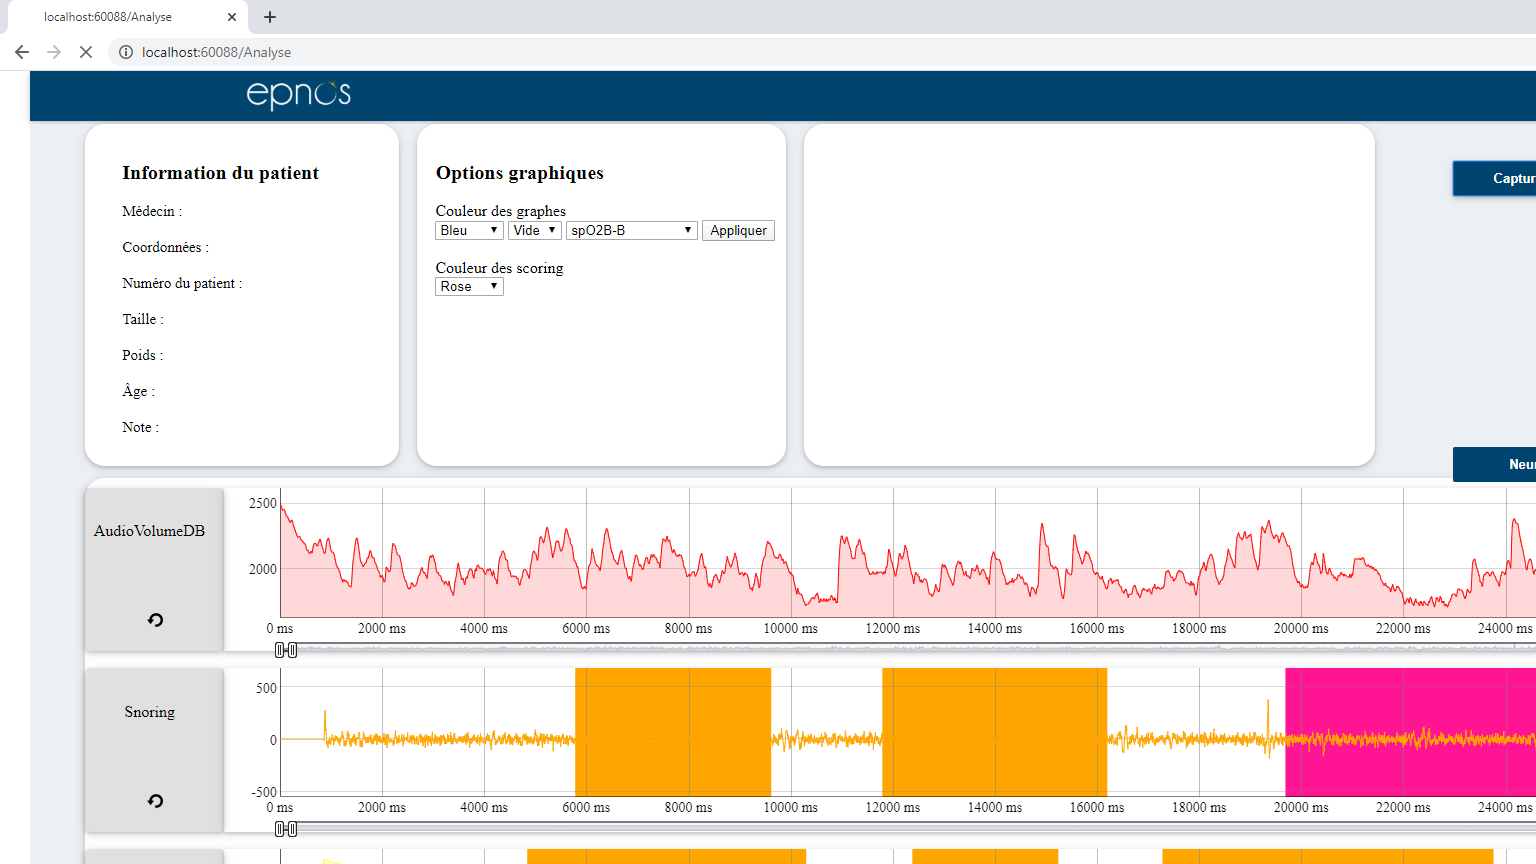 localhost:60088/Analyse
localhost:60088/Analyse
epnos
Information du patient
Médecin :
Coordonnées :
Numéro du patient :
Taille :
Poids :
Âge :
Note :
Options graphiques
Couleur des graphes
Bleu Vide spO2B-B Appliquer
Couleur des scoring
Rose
Captur
Neur
AudioVolumeDB
2500
2000
0 ms 2000 ms 4000 ms 6000 ms 8000 ms 10000 ms 12000 ms 14000 ms 16000 ms 18000 ms 20000 ms 22000 ms 24000 ms
Snoring
500
0
-500
0 ms 2000 ms 4000 ms 6000 ms 8000 ms 10000 ms 12000 ms 14000 ms 16000 ms 18000 ms 20000 ms 22000 ms 24000 ms